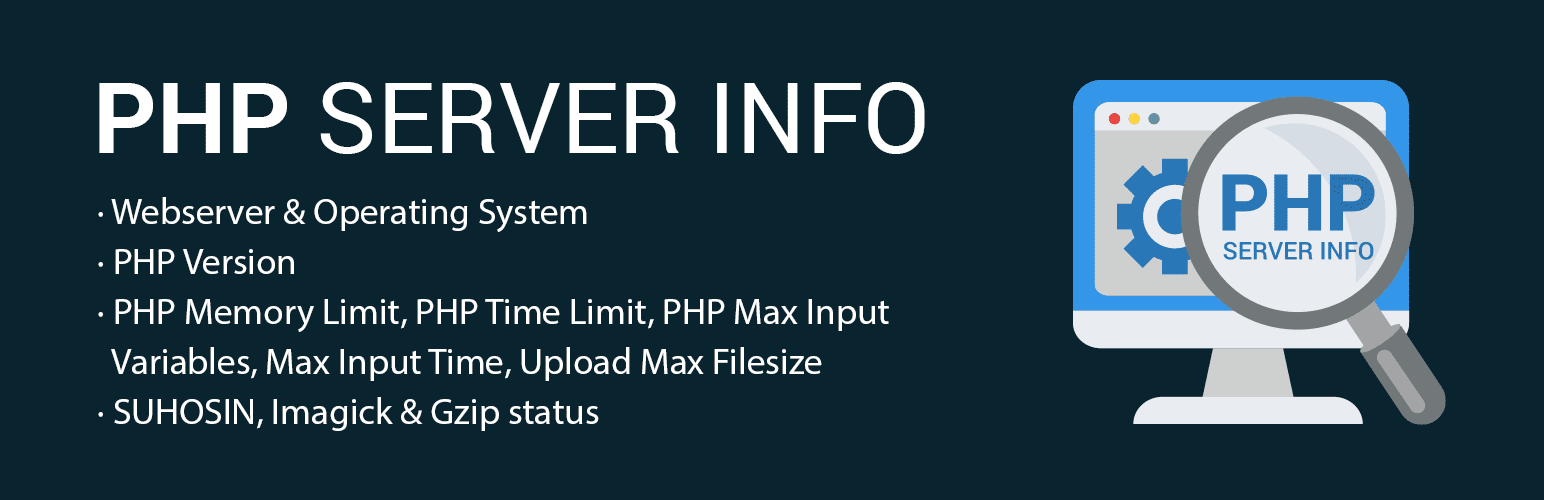 PHP SERVER INFO
· Webserver & Operating System
· PHP Version
· PHP Memory Limit, PHP Time Limit, PHP Max Input
Variables, Max Input Time, Upload Max Filesize
· SUHOSIN, Imagick & Gzip status
PHP
SERVER INFO